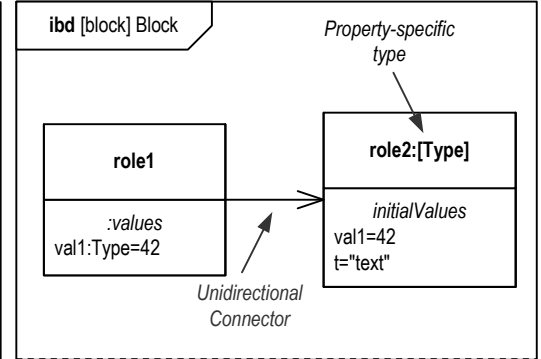 ibd [block] Block
Property-specific
type
role1
role2:[Type]
:values
val1:Type=42
initialValues
val1=42
t="text"
Unidirectional
Connector